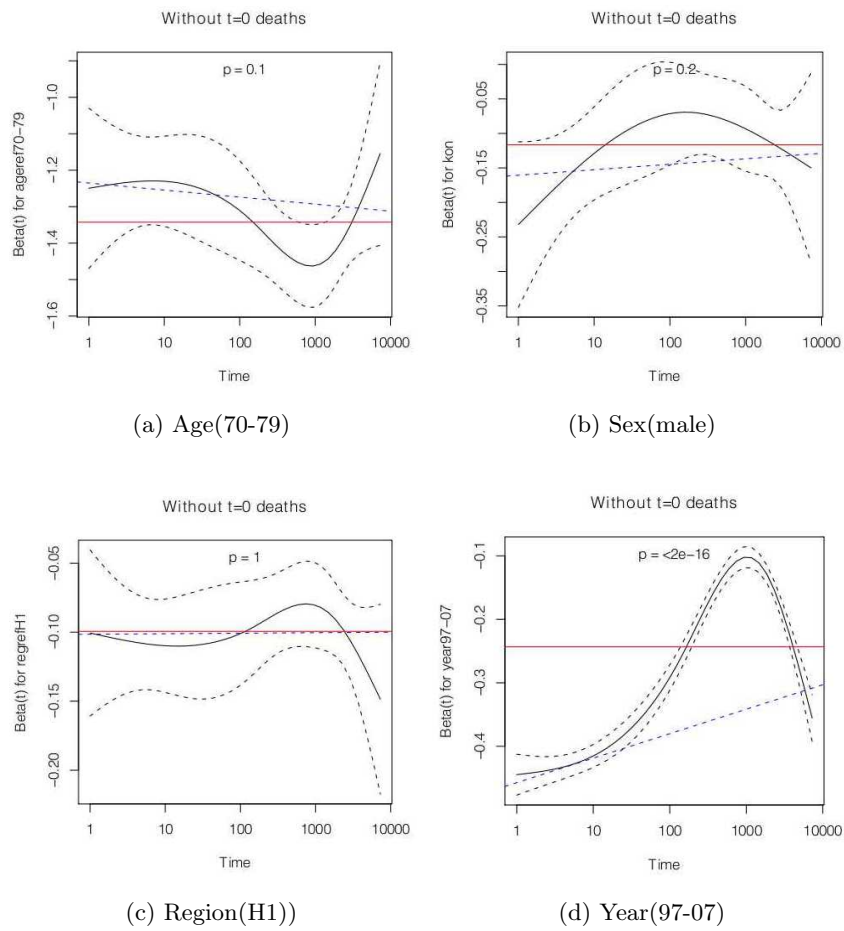 Without t=0 deaths
p = 0.1
Beta(t) for ageref70−79
−1.0
−1.2
−1.4
−1.6
1
10
100
1000
10000
Time
(a) Age(70-79)
Without t=0 deaths
p = 0.2
Beta(t) for kon
−0.05
−0.15
−0.25
−0.35
1
10
100
1000
10000
Time
(b) Sex(male)
Without t=0 deaths
p = 1
Beta(t) for regrefH1
−0.05
−0.10
−0.15
−0.20
1
10
100
1000
10000
Time
(c) Region(H1))
Without t=0 deaths
p = <2e−16
Beta(t) for year97−07
−0.1
−0.2
−0.3
−0.4
1
10
100
1000
10000
Time
(d) Year(97-07)